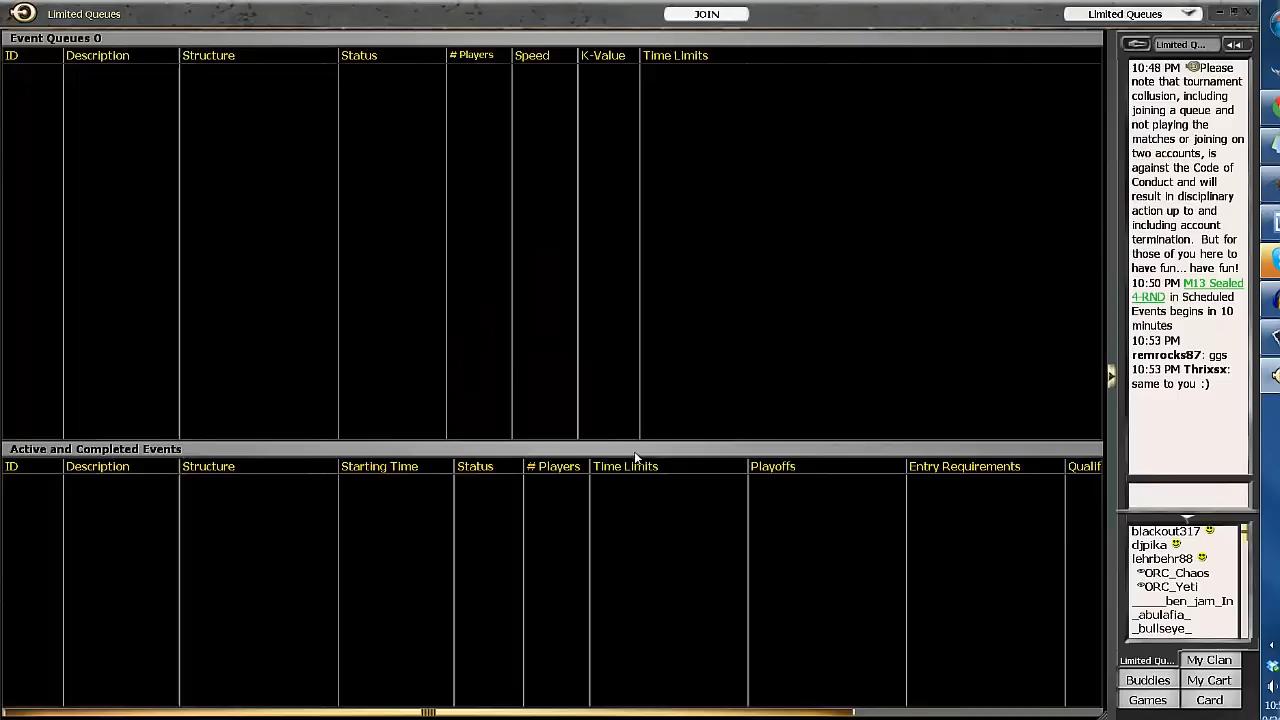 Limited Queues
JOIN
Limited Queues
Event Queues 0
ID Description Structure Status # Players Speed K-Value Time Limits
Active and Completed Events
ID Description Structure Starting Time Status # Players Time Limits Playoffs Entry Requirements Qualif
Limited Q...
10:48 PM Please
note that tournament
collusion, including
joining a queue and
not playing the
matches or joining on
two accounts, is
against the Code of
Conduct and will
result in disciplinary
action up to and
including account
termination. But for
those of you here to
have fun... have fun!
10:50 PM M13 Sealed
4-RND in Scheduled
Events begins in 10
minutes
10:53 PM
remrocks87: ggs
10:53 PM Thrixsx:
same to you :)
blackout317
djpika
lehrbehr88
ORC_Chaos
ORC_Yeti
_____ben_jam_In
_abulafia_
_bullseye_
Limited Qu... My Clan
Buddies My Cart
Games Card